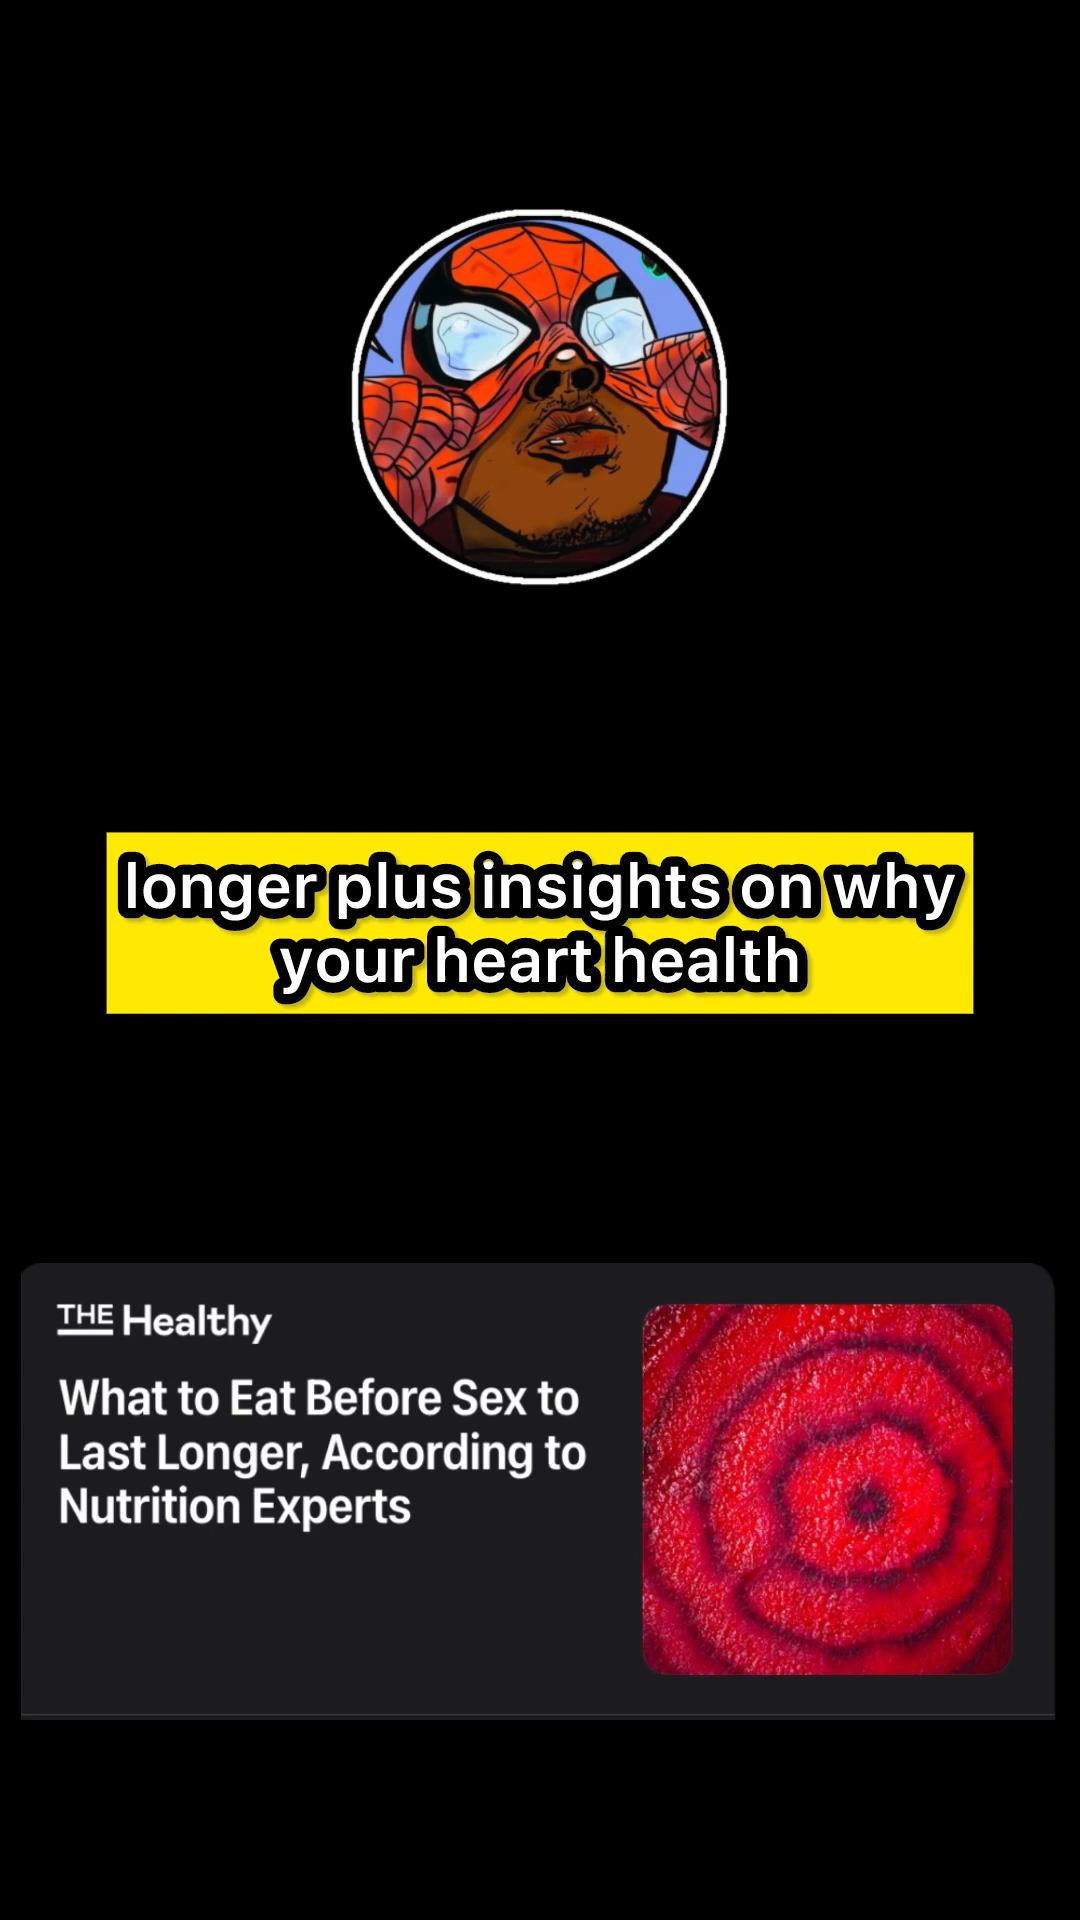 longer plus insights on why
your heart health
THE Healthy
What to Eat Before Sex to
Last Longer, According to
Nutrition Experts